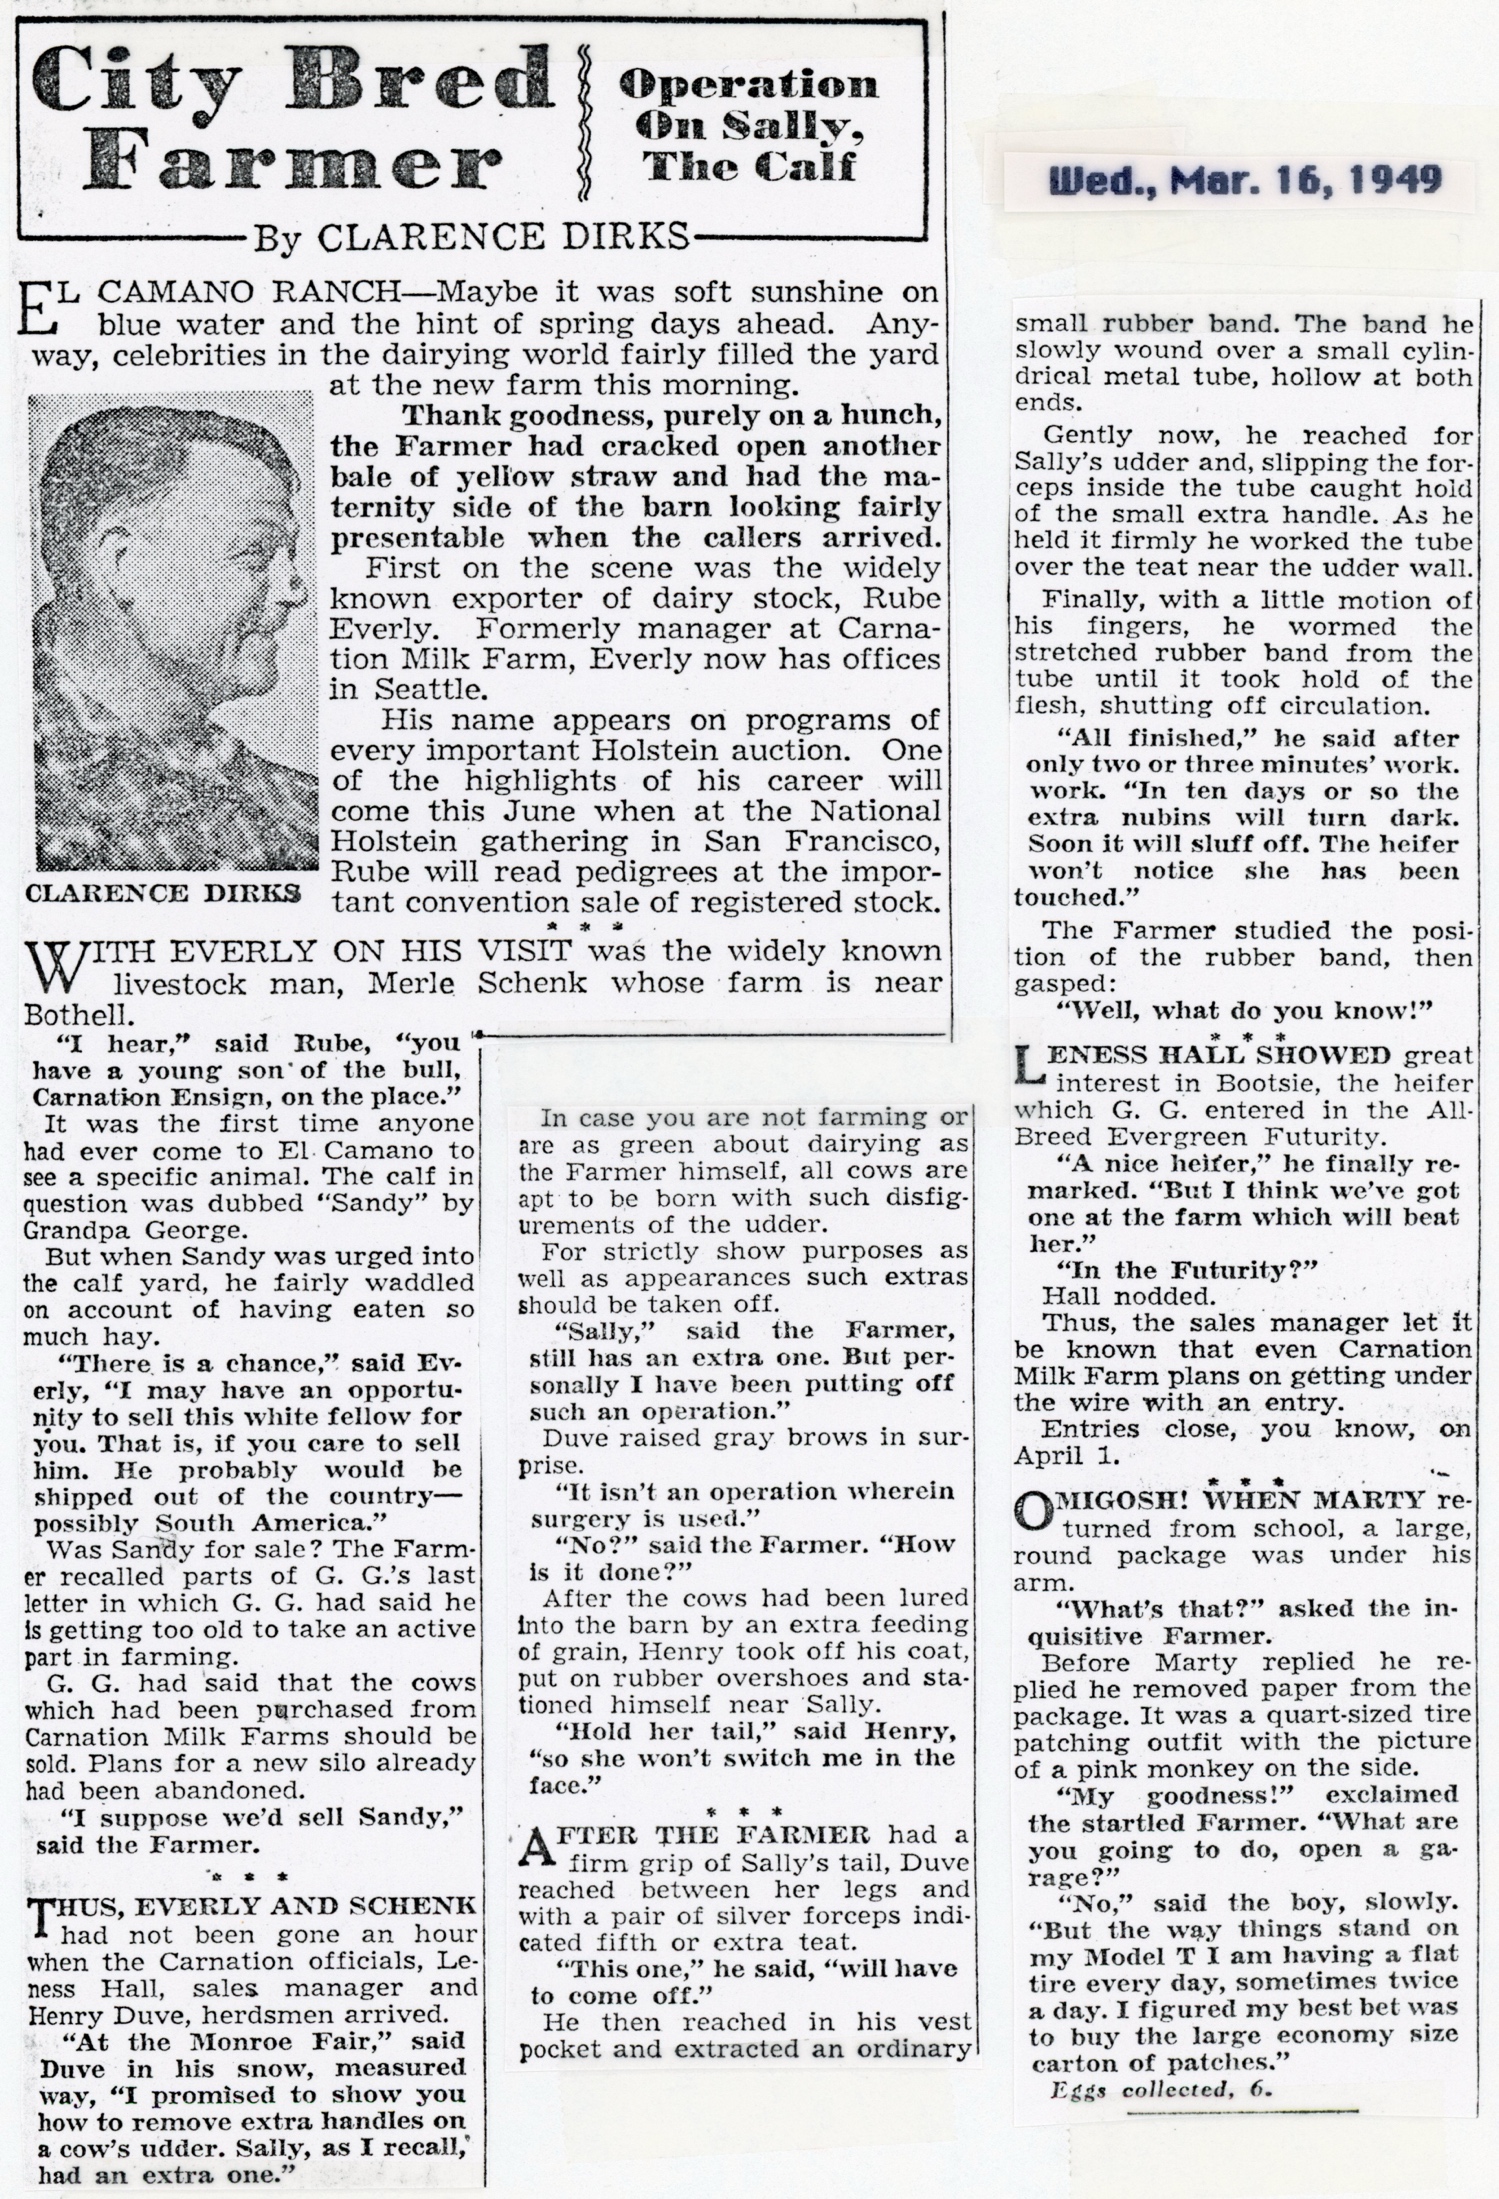 City Bred
Farmer
Operation
On Sally,
The Calf
By CLARENCE DIRKS
Wed., Mar. 16, 1949
EL CAMANO RANCH—Maybe it was soft sunshine on
blue water and the hint of spring days ahead. Any-
way, celebrities in the dairying world fairly filled the yard
at the new farm this morning.
Thank goodness, purely on a hunch,
the Farmer had cracked open another
bale of yellow straw and had the ma-
ternity side of the barn looking fairly
presentable when the callers arrived.
First on the scene was the widely
known exporter of dairy stock, Rube
Everly. Formerly manager at Carna-
tion Milk Farm, Everly now has offices
in Seattle.
His name appears on programs of
every important Holstein auction. One
of the highlights of his career will
come this June when at the National
Holstein gathering in San Francisco,
Rube will read pedigrees at the impor-
tant convention sale of registered stock.
CLARENCE DIRKS
* * *
WITH EVERLY ON HIS VISIT was the widely known
livestock man, Merle Schenk whose farm is near
Bothell.
"I hear," said Rube, "you
have a young son of the bull,
Carnation Ensign, on the place."
It was the first time anyone
had ever come to El Camano to
see a specific animal. The calf in
question was dubbed "Sandy" by
Grandpa George.
But when Sandy was urged into
the calf yard, he fairly waddled
on account of having eaten so
much hay.
"There is a chance," said Ev-
erly, "I may have an opportu-
nity to sell this white fellow for
you. That is, if you care to sell
him. He probably would be
shipped out of the country—
possibly South America."
Was Sandy for sale? The Farm-
er recalled parts of G. G.'s last
letter in which G. G. had said he
is getting too old to take an active
part in farming.
G. G. had said that the cows
which had been purchased from
Carnation Milk Farms should be
sold. Plans for a new silo already
had been abandoned.
"I suppose we'd sell Sandy,"
said the Farmer.
* * *
THUS, EVERLY AND SCHENK
had not been gone an hour
when the Carnation officials, Le-
ness Hall, sales manager and
Henry Duve, herdsmen arrived.
"At the Monroe Fair," said
Duve in his snow, measured
way, "I promised to show you
how to remove extra handles on
a cow's udder. Sally, as I recall,
had an extra one."
In case you are not farming or
are as green about dairying as
the Farmer himself, all cows are
apt to be born with such disfig-
urements of the udder.
For strictly show purposes as
well as appearances such extras
should be taken off.
"Sally," said the Farmer,
still has an extra one. But per-
sonally I have been putting off
such an operation."
Duve raised gray brows in sur-
prise.
"It isn't an operation wherein
surgery is used."
"No?" said the Farmer. "How
is it done?"
After the cows had been lured
into the barn by an extra feeding
of grain, Henry took off his coat,
put on rubber overshoes and sta-
tioned himself near Sally.
"Hold her tail," said Henry,
"so she won't switch me in the
face."
* * *
AFTER THE FARMER had a
firm grip of Sally's tail, Duve
reached between her legs and
with a pair of silver forceps indi-
cated fifth or extra teat.
"This one," he said, "will have
to come off."
He then reached in his vest
pocket and extracted an ordinary
small rubber band. The band he
slowly wound over a small cylin-
drical metal tube, hollow at both
ends.
Gently now, he reached for
Sally's udder and, slipping the for-
ceps inside the tube caught hold
of the small extra handle. As he
held it firmly he worked the tube
over the teat near the udder wall.
Finally, with a little motion of
his fingers, he wormed the
stretched rubber band from the
tube until it took hold of the
flesh, shutting off circulation.
"All finished," he said after
only two or three minutes' work.
work. "In ten days or so the
extra nubins will turn dark.
Soon it will sluff off. The heifer
won't notice she has been
touched."
The Farmer studied the posi-
tion of the rubber band, then
gasped:
"Well, what do you know!"
* * *
LENESS HALL SHOWED great
interest in Bootsie, the heifer
which G. G. entered in the All-
Breed Evergreen Futurity.
"A nice heifer," he finally re-
marked. "But I think we've got
one at the farm which will beat
her."
"In the Futurity?"
Hall nodded.
Thus, the sales manager let it
be known that even Carnation
Milk Farm plans on getting under
the wire with an entry.
Entries close, you know, on
April 1.
* * *
OMIGOSH! WHEN MARTY re-
turned from school, a large,
round package was under his
arm.
"What's that?" asked the in-
quisitive Farmer.
Before Marty replied he re-
plied he removed paper from the
package. It was a quart-sized tire
patching outfit with the picture
of a pink monkey on the side.
"My goodness!" exclaimed
the startled Farmer. "What are
you going to do, open a ga-
rage?"
"No," said the boy, slowly.
"But the way things stand on
my Model T I am having a flat
tire every day, sometimes twice
a day. I figured my best bet was
to buy the large economy size
carton of patches."
Eggs collected, 6.